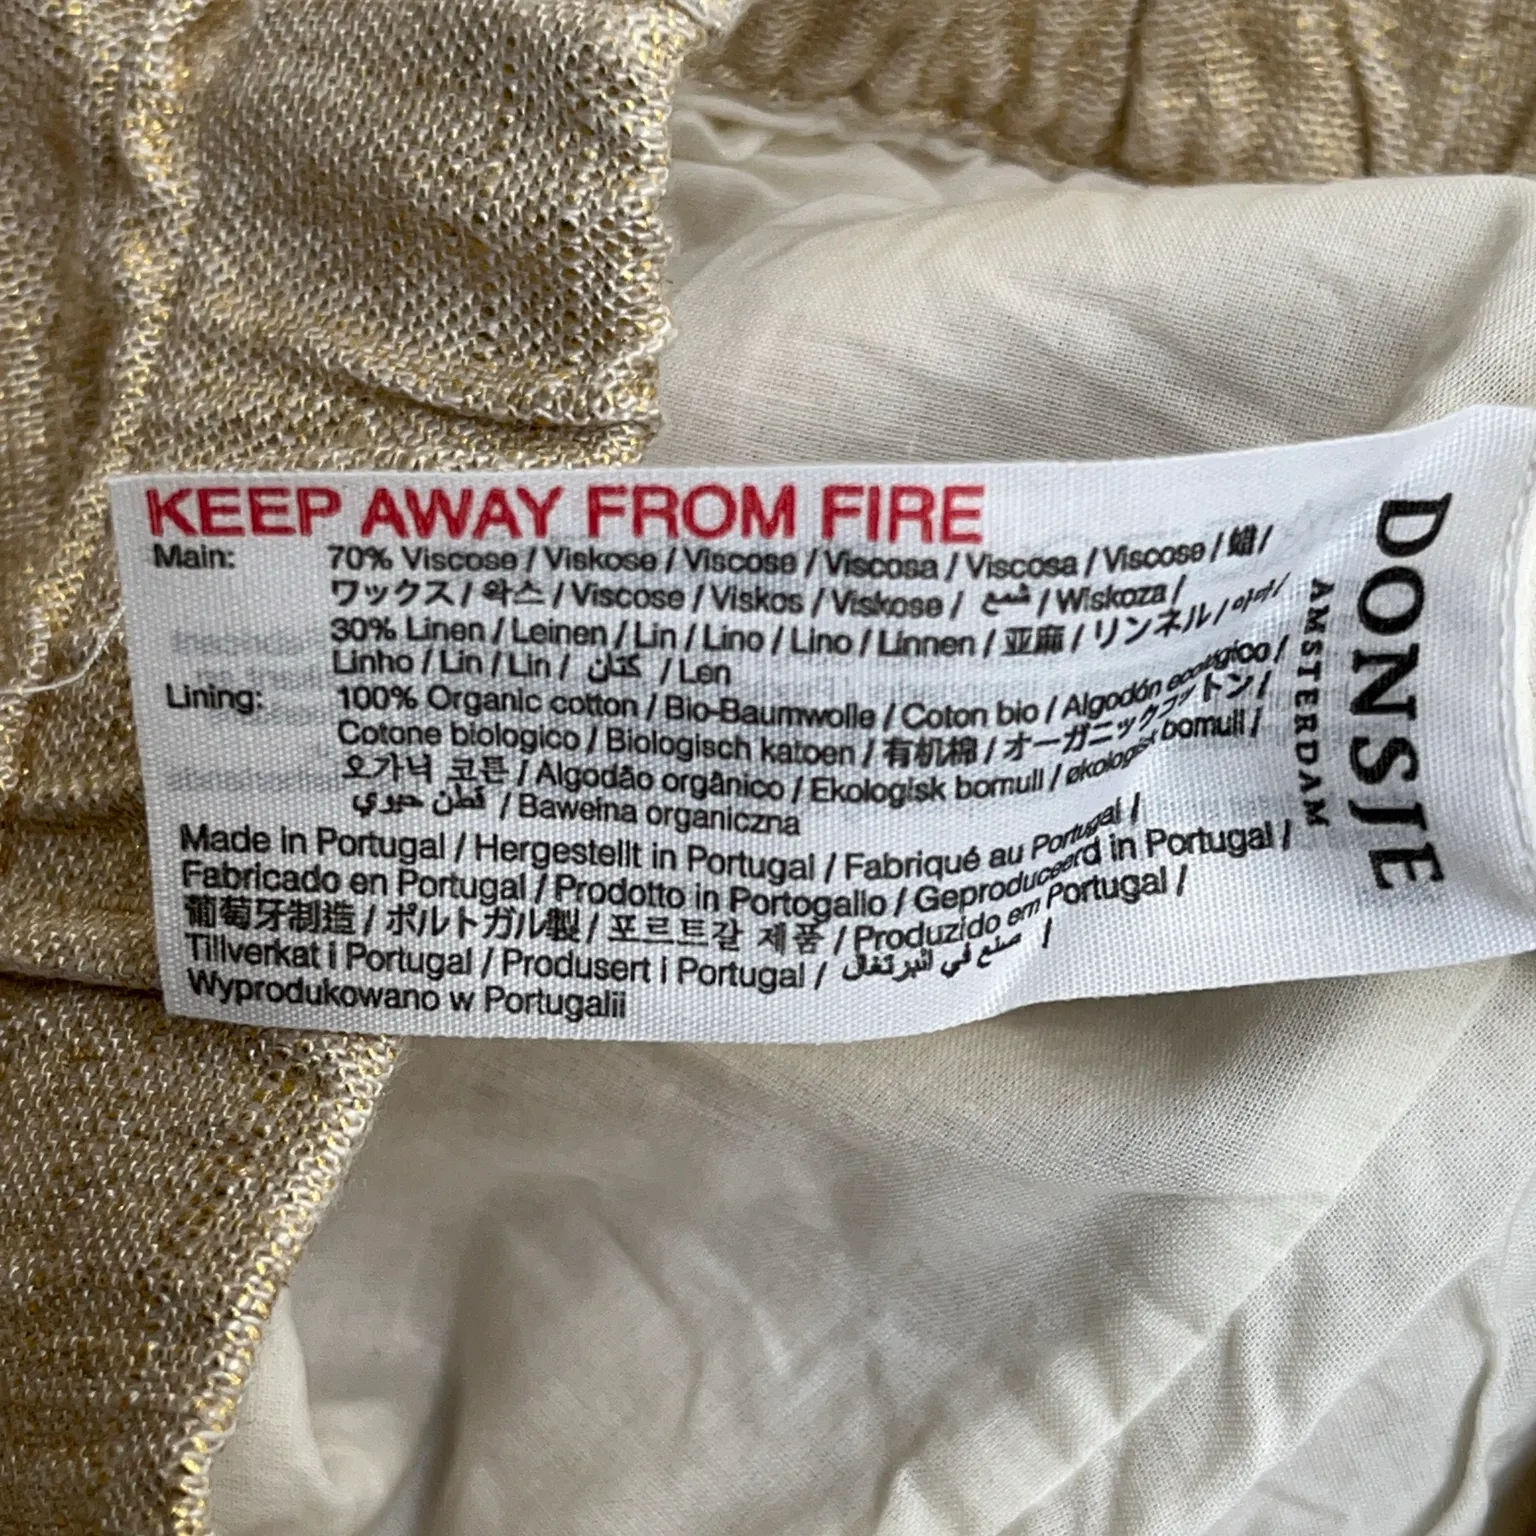 KEEP AWAY FROM FIRE
Main: 70% Viscose / Viskose / Viscose / Viscosa / Viscosa / Viscose / 蜡 /
ワックス / 왁스 / Viscose / Viskos / Viskose / شمع / Wiskoza /
30% Linen / Leinen / Lin / Lino / Lino / Linnen / 亚麻 / リンネル / 아마 /
Linho / Lin / Lin / كتان / Len
Lining: 100% Organic cotton / Bio-Baumwolle / Coton bio / Algodón ecológico /
Cotone biologico / Biologisch katoen / 有机棉 / オーガニックコットン /
오가닉 코튼 / Algodão orgânico / Ekologisk bomull / økologisk bomull /
قطن حيوي / Bawełna organiczna
Made in Portugal / Hergestellt in Portugal / Fabriqué au Portugal /
Fabricado en Portugal / Prodotto in Portogallo / Geproduceerd in Portugal /
葡萄牙制造 / ポルトガル製 / 포르트갈 제품 / Produzido em Portugal /
Tillverkat i Portugal / Produsert i Portugal / صنع في البرتغال /
Wyprodukowano w Portugalii
DONSJE
AMSTERDAM